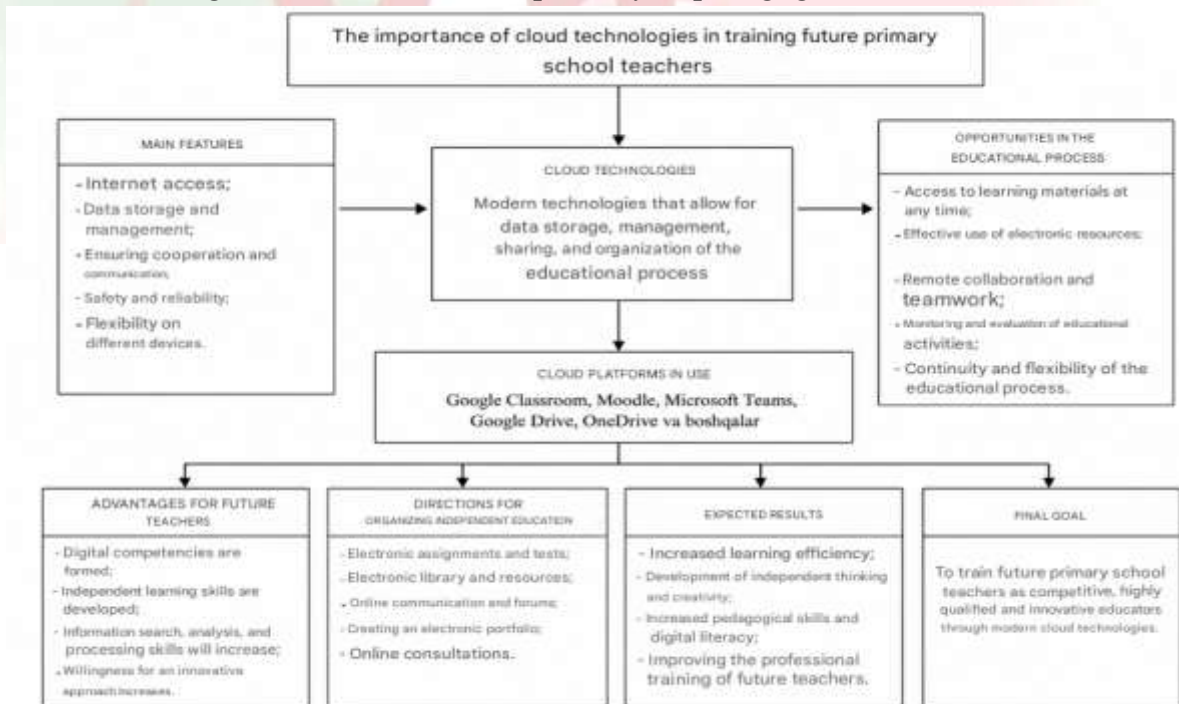 The importance of cloud technologies in training future primary
school teachers
MAIN FEATURES
- Internet access;
- Data storage and
management;
- Ensuring cooperation and
communication;
- Safety and reliability;
- Flexibility on
different devices.
CLOUD TECHNOLOGIES
Modern technologies that allow for
data storage, management,
sharing, and organization of the
educational process
OPPORTUNITIES IN THE
EDUCATIONAL PROCESS
- Access to learning materials at
any time;
- Effective use of electronic resources;
- Remote collaboration and
teamwork;
- Monitoring and evaluation of educational
activities;
- Continuity and flexibility of the
educational process.
CLOUD PLATFORMS IN USE
Google Classroom, Moodle, Microsoft Teams,
Google Drive, OneDrive va boshqalar
ADVANTAGES FOR FUTURE
TEACHERS
- Digital competencies are
formed;
- Independent learning skills are
developed;
- Information search, analysis, and
processing skills will increase;
- Willingness for an innovative
approach increases.
DIRECTIONS FOR
ORGANIZING INDEPENDENT EDUCATION
- Electronic assignments and tests;
- Electronic library and resources;
- Online communication and forums;
- Creating an electronic portfolio;
- Online consultations.
EXPECTED RESULTS
- Increased learning efficiency;
- Development of independent thinking
and creativity;
- Increased pedagogical skills and
digital literacy;
- Improving the professional
training of future teachers.
FINAL GOAL
To train future primary school
teachers as competitive, highly
qualified and innovative educators
through modern cloud technologies.